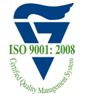 ISO 9001: 2008
Certified Quality Management System